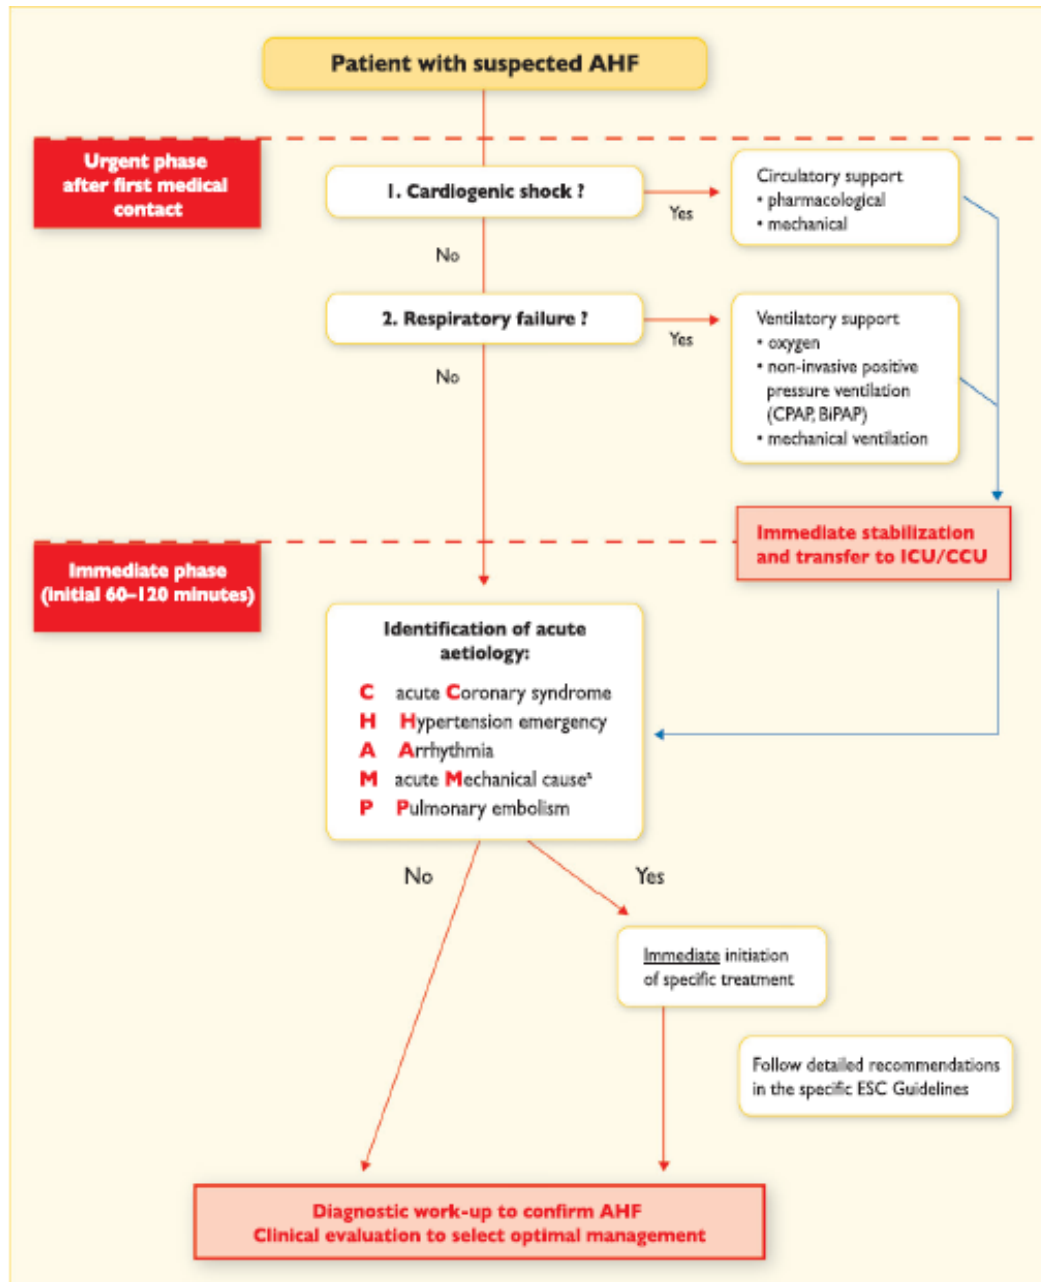 Patient with suspected AHF
Urgent phase
after first medical
contact
1. Cardiogenic shock ?
Yes
Circulatory support
• pharmacological
• mechanical
No
2. Respiratory failure ?
Yes
Ventilatory support
• oxygen
• non-invasive positive
pressure ventilation
(CPAP, BiPAP)
• mechanical ventilation
No
Immediate stabilization
and transfer to ICU/CCU
Immediate phase
(initial 60–120 minutes)
Identification of acute
aetiology:
C acute Coronary syndrome
H Hypertension emergency
A Arrhythmia
M acute Mechanical causeᵃ
P Pulmonary embolism
No
Yes
Immediate initiation
of specific treatment
Follow detailed recommendations
in the specific ESC Guidelines
Diagnostic work-up to confirm AHF
Clinical evaluation to select optimal management